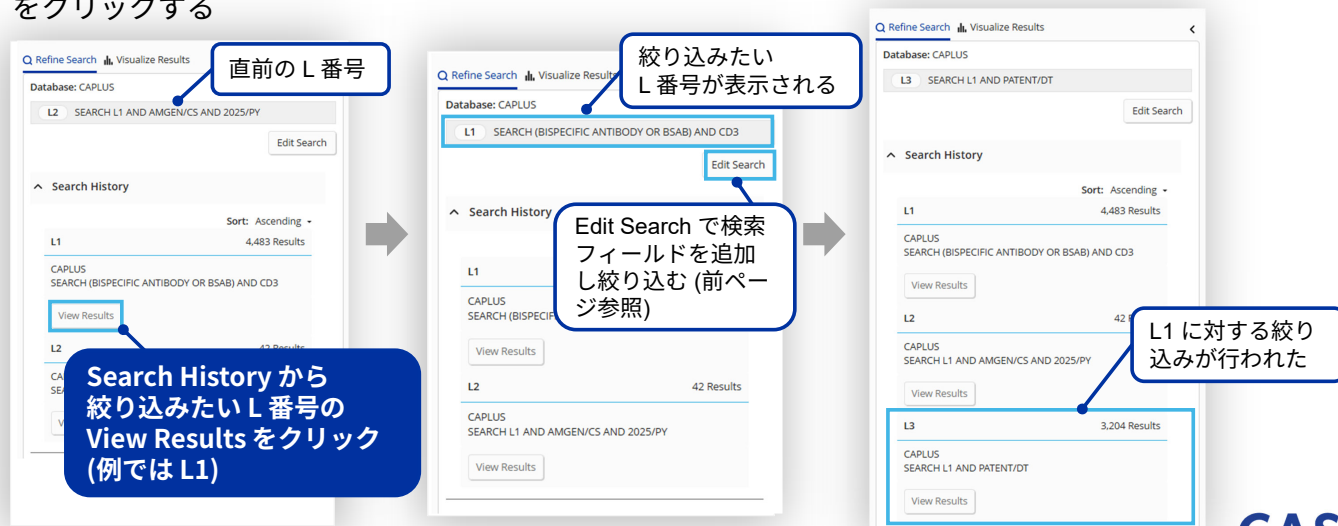 をクリックする
Refine Search Visualize Results
Database: CAPLUS
L2 SEARCH L1 AND AMGEN/CS AND 2025/PY
Edit Search
直前の L 番号
Search History
Sort: Ascending
L1 4,483 Results
CAPLUS
SEARCH (BISPECIFIC ANTIBODY OR BSAB) AND CD3
View Results
L2 42 Results
Search History から
絞り込みたい L 番号の
View Results をクリック
(例では L1)
Refine Search Visualize Results
Database: CAPLUS
L1 SEARCH (BISPECIFIC ANTIBODY OR BSAB) AND CD3
Edit Search
絞り込みたい
L 番号が表示される
Search History
Edit Search で検索
フィールドを追加
し絞り込む (前ペー
ジ参照)
L1
CAPLUS
SEARCH (BISPECIF
View Results
L2 42 Results
CAPLUS
SEARCH L1 AND AMGEN/CS AND 2025/PY
View Results
Refine Search Visualize Results
Database: CAPLUS
L3 SEARCH L1 AND PATENT/DT
Edit Search
Search History
Sort: Ascending
L1 4,483 Results
CAPLUS
SEARCH (BISPECIFIC ANTIBODY OR BSAB) AND CD3
View Results
L2 42
CAPLUS
SEARCH L1 AND AMGEN/CS AND 2025/PY
View Results
L1 に対する絞り
込みが行われた
L3 3,204 Results
CAPLUS
SEARCH L1 AND PATENT/DT
View Results